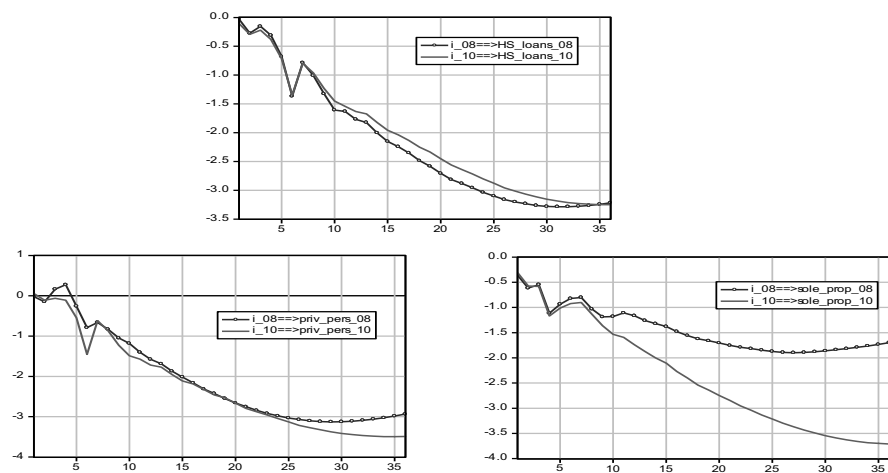 0.0
-0.5
-1.0
-1.5
-2.0
-2.5
-3.0
-3.5
i_08==>HS_loans_08
i_10==>HS_loans_10
5 10 15 20 25 30 35
1
0
-1
-2
-3
-4
i_08==>priv_pers_08
i_10==>priv_pers_10
5 10 15 20 25 30 35
0.0
-0.5
-1.0
-1.5
-2.0
-2.5
-3.0
-3.5
-4.0
i_08==>sole_prop_08
i_10==>sole_prop_10
5 10 15 20 25 30 35